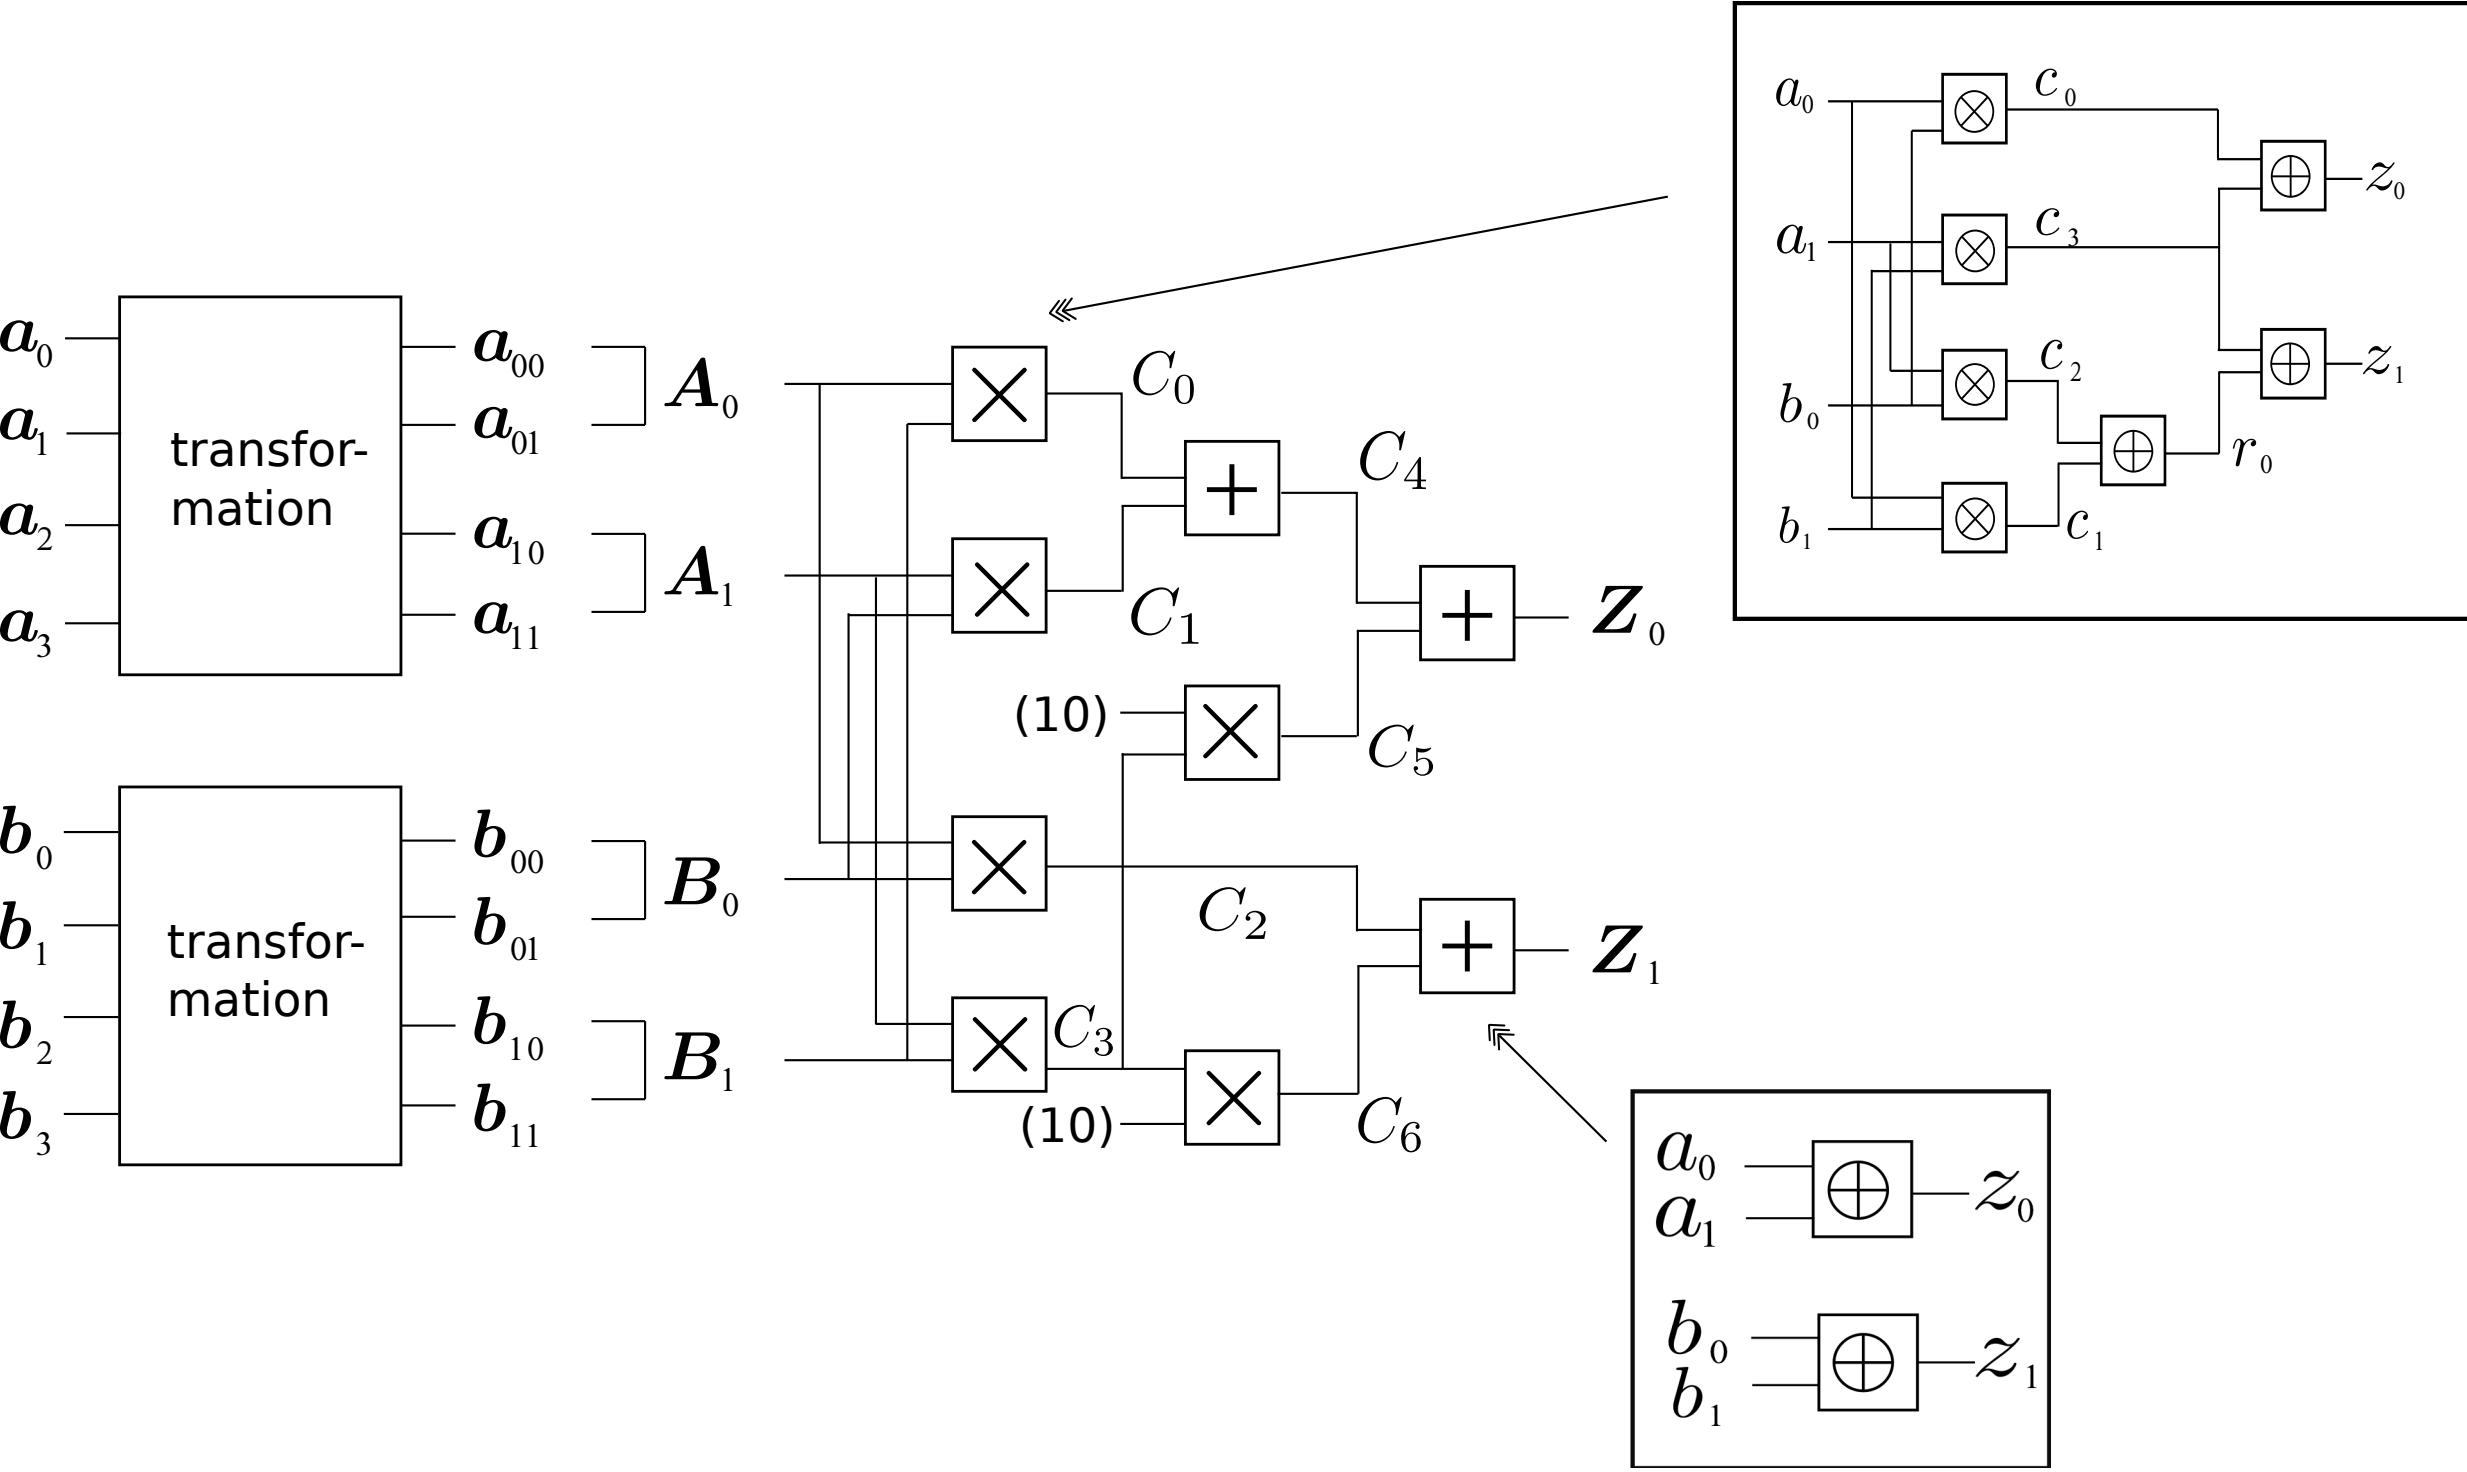 a0
a1
a2
a3
transfor-
mation
a00
a01
a10
a11
A0
A1
b0
b1
b2
b3
transfor-
mation
b00
b01
b10
b11
B0
B1
C0
C1
(10)
C2
C3
(10)
C4
C5
C6
Z0
Z1
a0
a1
b0
b1
c0
c3
c2
c1
r0
z0
z1
a0
a1
b0
b1
z0
z1